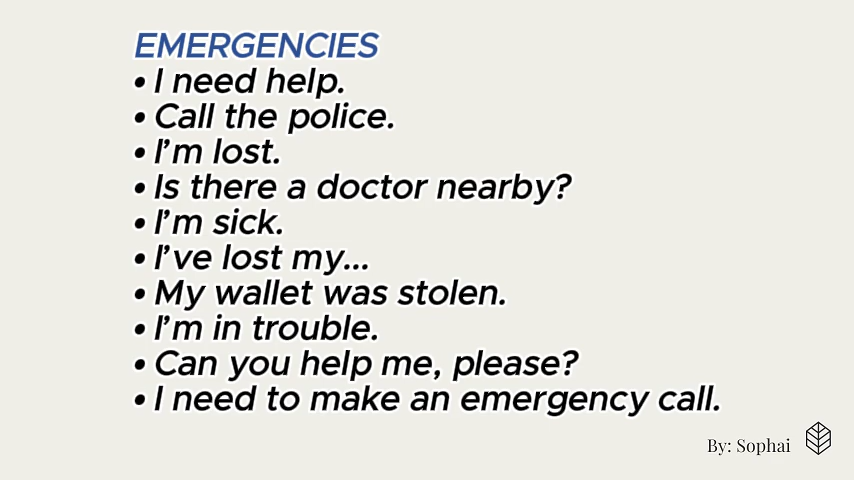 EMERGENCIES
• I need help.
• Call the police.
• I’m lost.
• Is there a doctor nearby?
• I’m sick.
• I’ve lost my...
• My wallet was stolen.
• I’m in trouble.
• Can you help me, please?
• I need to make an emergency call.
By: Sophai